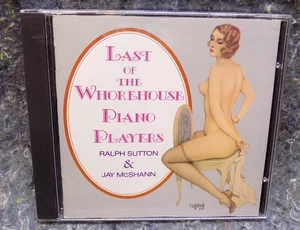 LAST
OF
THE
WHOREHOUSE
PIANO
PLAYERS
RALPH SUTTON
&
JAY McSHANN